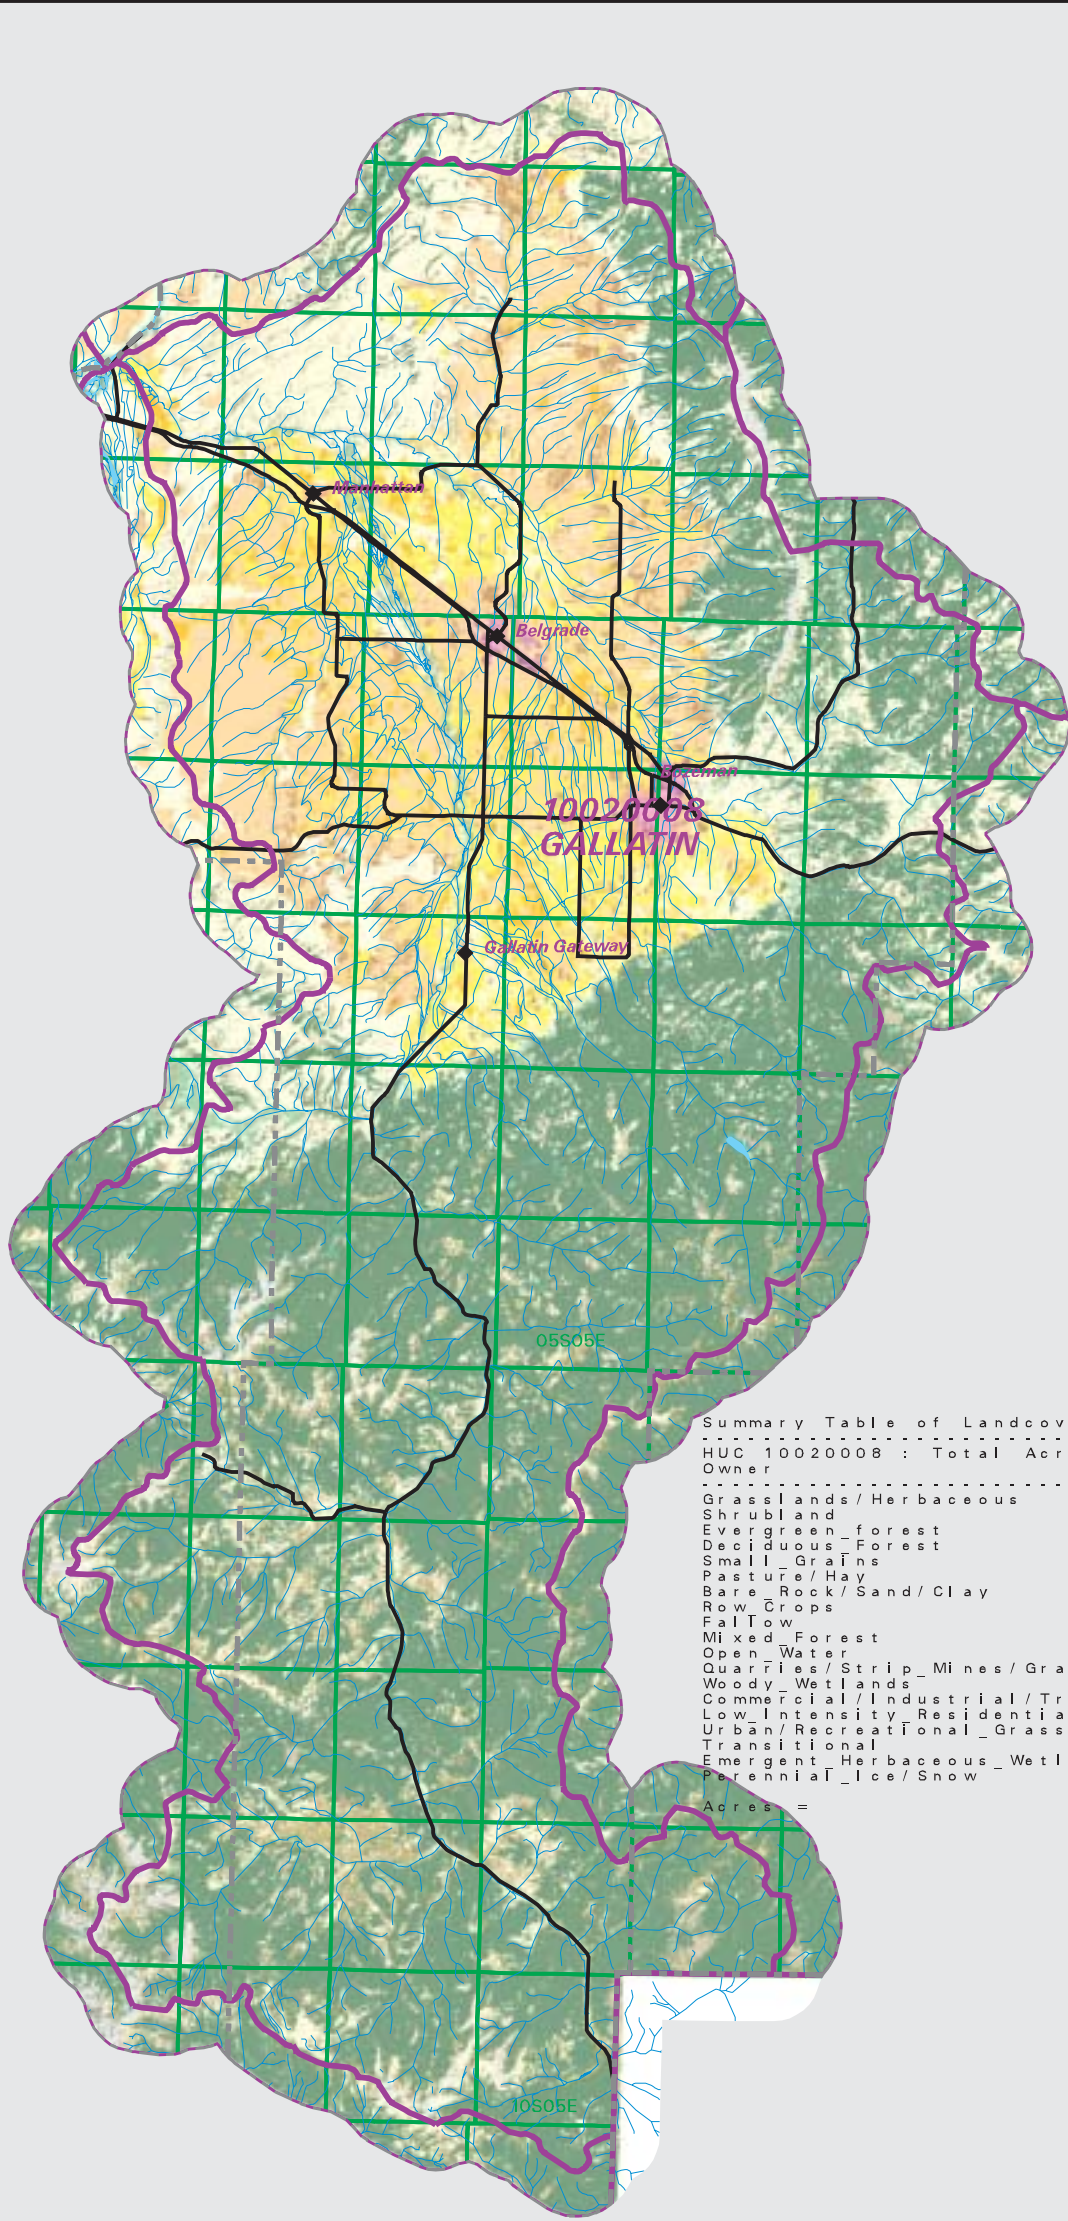 Manhattan
Belgrade
Bozeman
10020008
GALLATIN
Gallatin Gateway
05S05E
Summary Table of Landcov
HUC 10020008 : Total Acr
Owner
Grasslands/Herbaceous
Shrubland
Evergreen_forest
Deciduous_Forest
Small_Grains
Pasture/Hay
Bare_Rock/Sand/Clay
Row_Crops
Fallow
Mixed_Forest
Open_Water
Quarries/Strip_Mines/Gra
Woody_Wetlands
Commercial/Industrial/Tr
Low_Intensity_Residentia
Urban/Recreational_Grass
Transitional
Emergent_Herbaceous_Wetl
Perennial_Ice/Snow
Acres =
10S05E